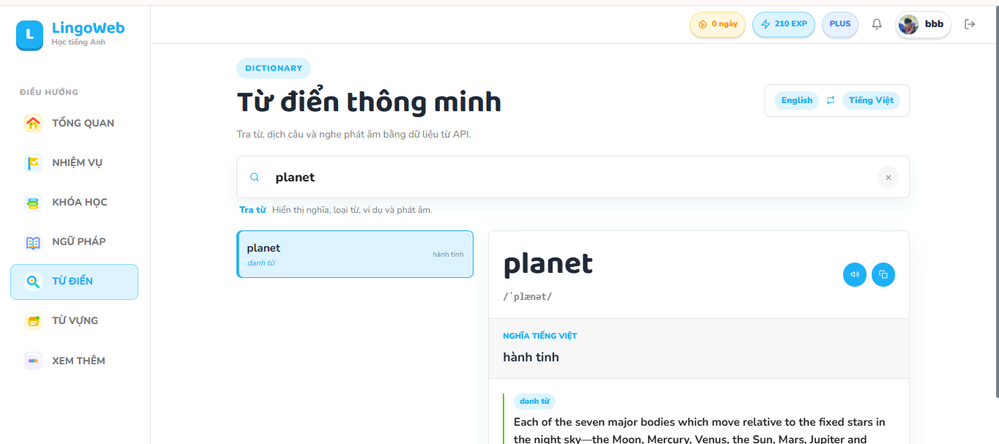 L
LingoWeb
Học tiếng Anh
0 ngày
210 EXP
PLUS
bbb
ĐIỀU HƯỚNG
TỔNG QUAN
NHIỆM VỤ
KHÓA HỌC
NGỮ PHÁP
TỪ ĐIỂN
TỪ VỰNG
XEM THÊM
DICTIONARY
Từ điển thông minh
Tra từ, dịch câu và nghe phát âm bằng dữ liệu từ API.
English
Tiếng Việt
planet
Tra từ Hiển thị nghĩa, loại từ, ví dụ và phát âm.
planet
danh từ
hành tinh
planet
/ˈplænət/
NGHĨA TIẾNG VIỆT
hành tinh
danh từ
Each of the seven major bodies which move relative to the fixed stars in
the night sky—the Moon, Mercury, Venus, the Sun, Mars, Jupiter and